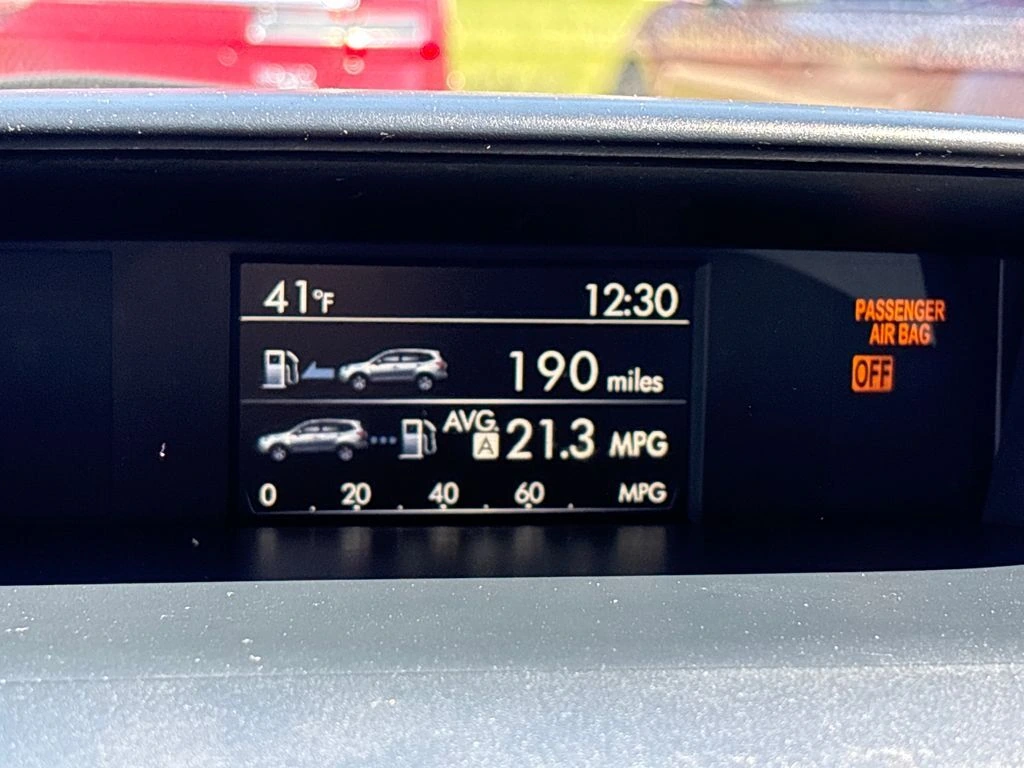 41°F 12:30
190 miles
AVG. A 21.3 MPG
0 20 40 60 MPG
PASSENGER
AIR BAG
OFF